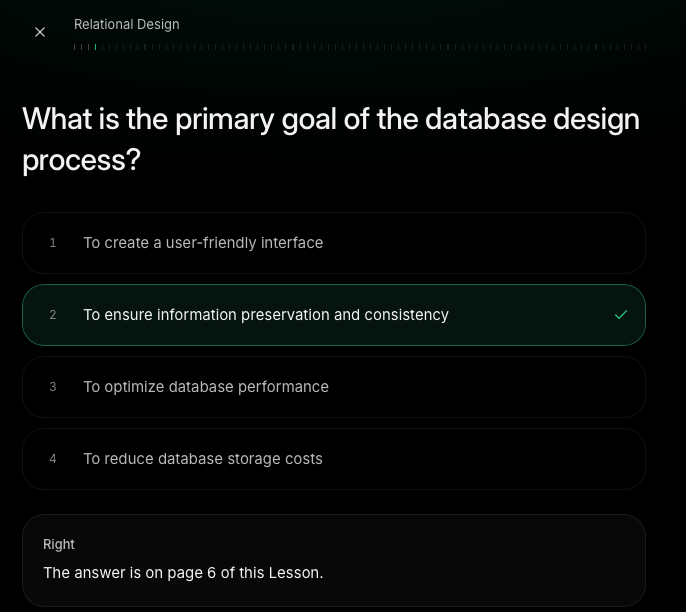 Relational Design
What is the primary goal of the database design
process?
1 To create a user-friendly interface
2 To ensure information preservation and consistency
3 To optimize database performance
4 To reduce database storage costs
Right
The answer is on page 6 of this Lesson.